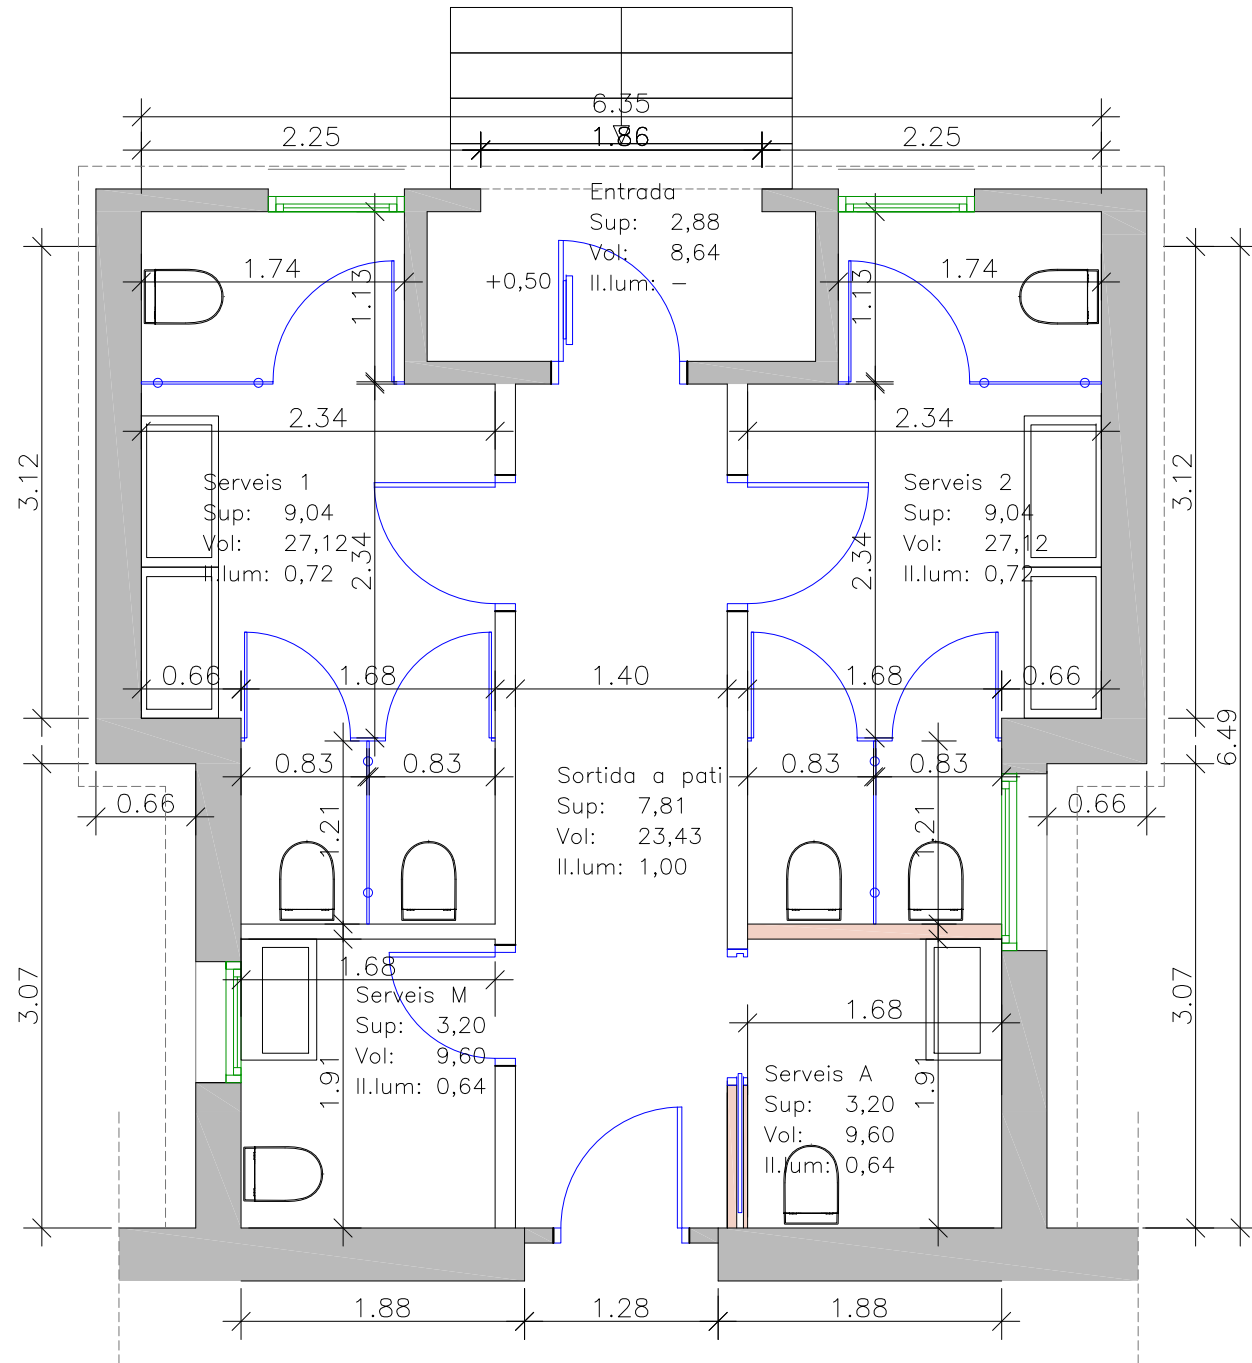 6.35
2.25
1.86
2.25
Entrada
Sup: 2,88
Vol: 8,64
Il.lum: –
+0,50
1.74
1.13
1.13
1.74
2.34
2.34
3.12
3.12
Serveis 1
Sup: 9,04
Vol: 27,12
Il.lum: 0,72
Serveis 2
Sup: 9,04
Vol: 27,12
Il.lum: 0,72
2.34
2.34
0.66
1.68
1.40
1.68
0.66
6.49
0.83
0.83
0.83
0.83
Sortida a pati
Sup: 7,81
Vol: 23,43
Il.lum: 1,00
0.66
0.66
1.21
1.21
3.07
3.07
1.68
Serveis M
Sup: 3,20
Vol: 9,60
Il.lum: 0,64
1.68
1.91
1.91
Serveis A
Sup: 3,20
Vol: 9,60
Il.lum: 0,64
1.88
1.28
1.88